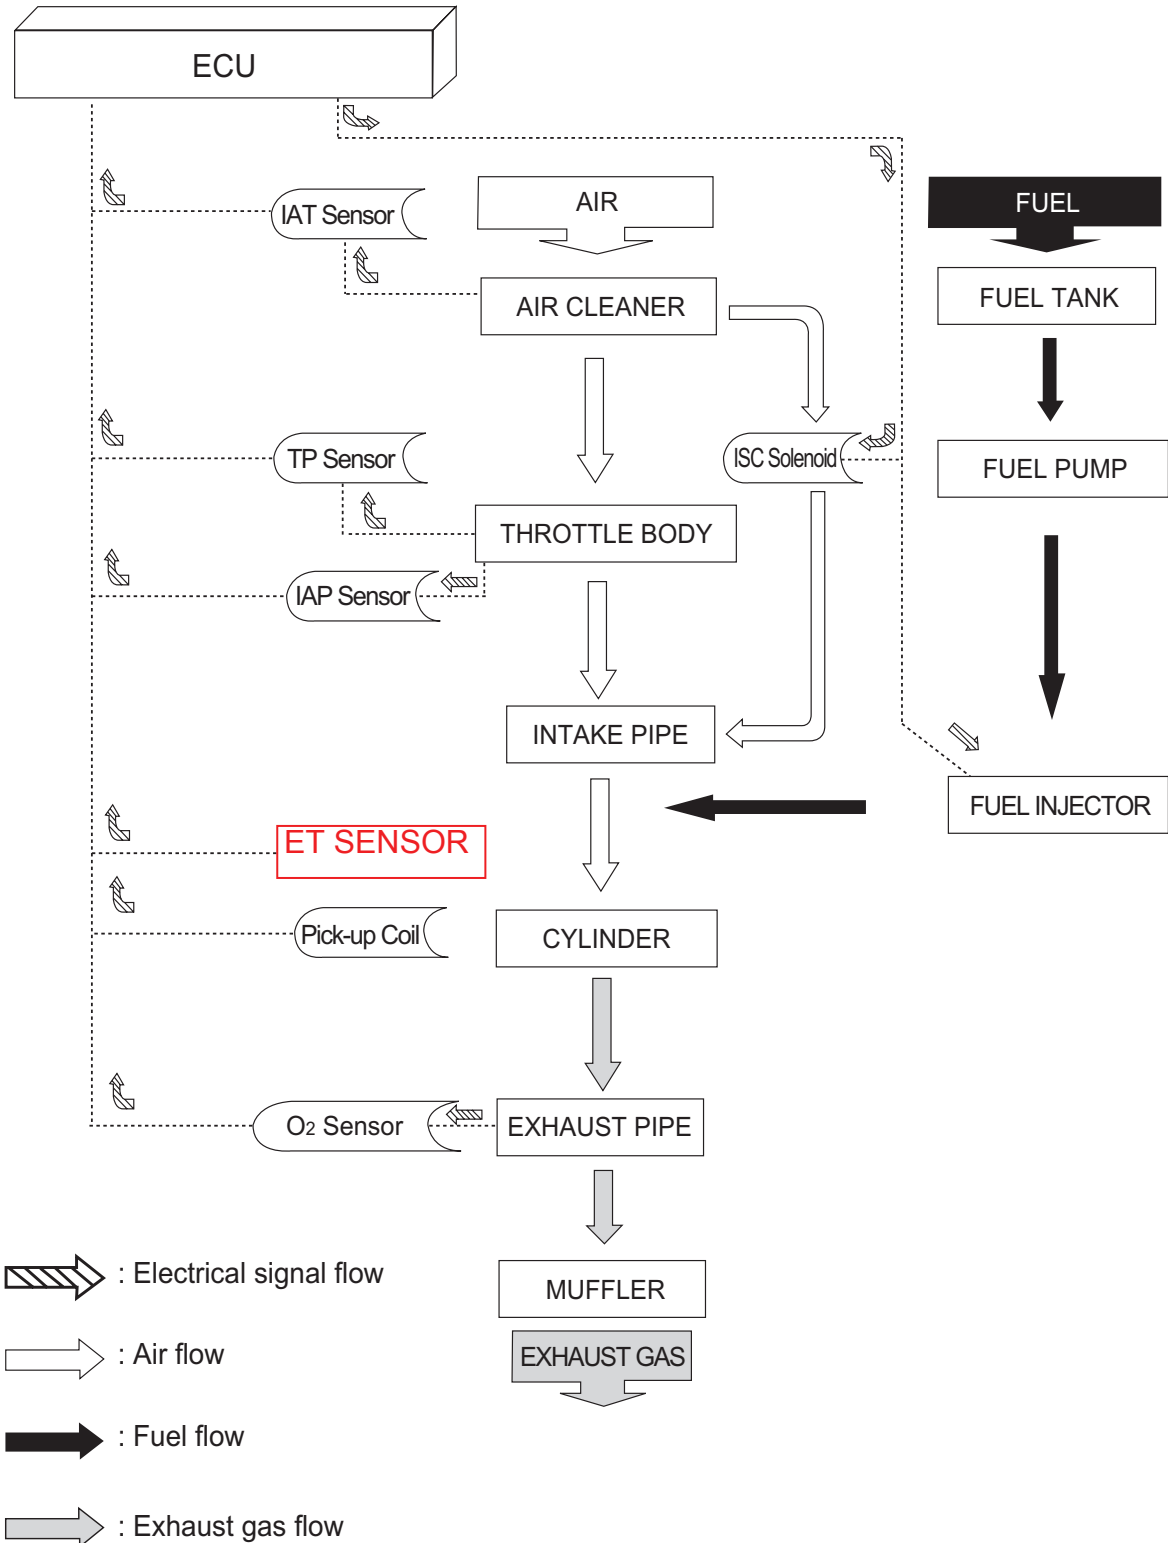 ECU
IAT Sensor
AIR
FUEL
AIR CLEANER
FUEL TANK
TP Sensor
ISC Solenoid
FUEL PUMP
THROTTLE BODY
IAP Sensor
INTAKE PIPE
FUEL INJECTOR
ET SENSOR
Pick-up Coil
CYLINDER
O2 Sensor
EXHAUST PIPE
: Electrical signal flow
MUFFLER
: Air flow
EXHAUST GAS
: Fuel flow
: Exhaust gas flow